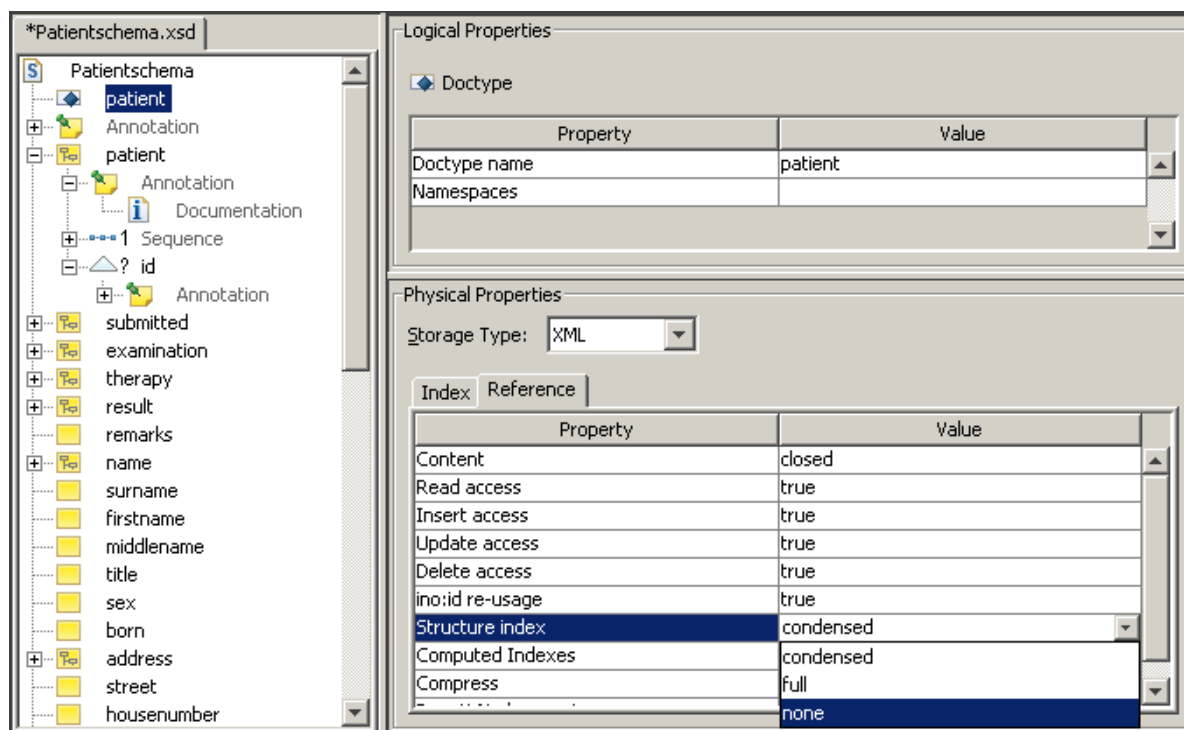 *Patientschema.xsd
Patientschema
patient
Annotation
patient
Annotation
Documentation
1 Sequence
? id
Annotation
submitted
examination
therapy
result
remarks
name
surname
firstname
middlename
title
sex
born
address
street
housenumber
Logical Properties
Doctype
Property Value
Doctype name patient
Namespaces
Physical Properties
Storage Type: XML
Index Reference
Property Value
Content closed
Read access true
Insert access true
Update access true
Delete access true
ino:id re-usage true
Structure index condensed
Computed Indexes condensed
Compress full
none